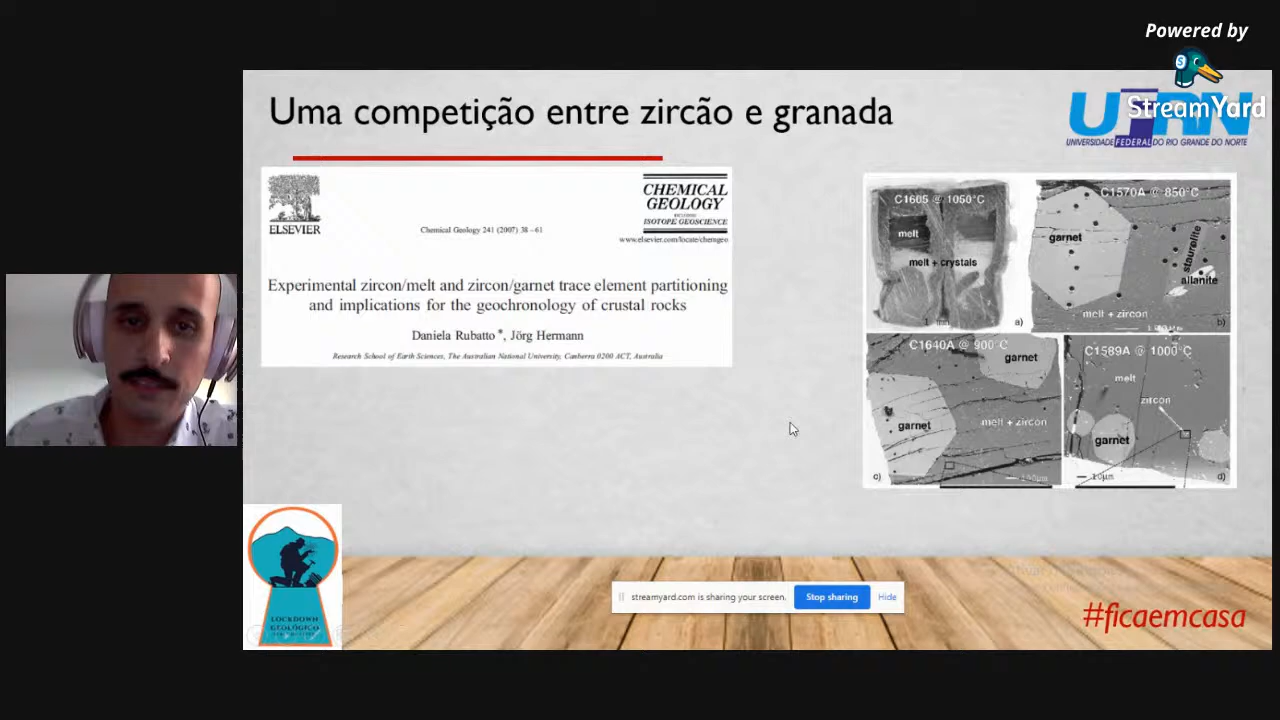 Powered by
StreamYard
Uma competição entre zircão e granada
UFRN
UNIVERSIDADE FEDERAL DO RIO GRANDE DO NORTE
ELSEVIER
Chemical Geology 241 (2007) 38–61
CHEMICAL
GEOLOGY
INCLUDING
ISOTOPE GEOSCIENCE
www.elsevier.com/locate/chemgeo
Experimental zircon/melt and zircon/garnet trace element partitioning
and implications for the geochronology of crustal rocks
Daniela Rubatto *, Jörg Hermann
Research School of Earth Sciences, The Australian National University, Canberra 0200 ACT, Australia
C1605 @ 1050°C
melt
melt + crystals
a)
C1570A @ 850°C
garnet
staurolite
allanite
melt + zircon
b)
C1640A @ 900°C
garnet
garnet
melt + zircon
100µm
c)
C1589A @ 1000°C
melt
zircon
garnet
10µm
d)
LOCKDOWN
GEOLÓGICO
streamyard.com is sharing your screen.
Stop sharing
Hide
#ficaemcasa